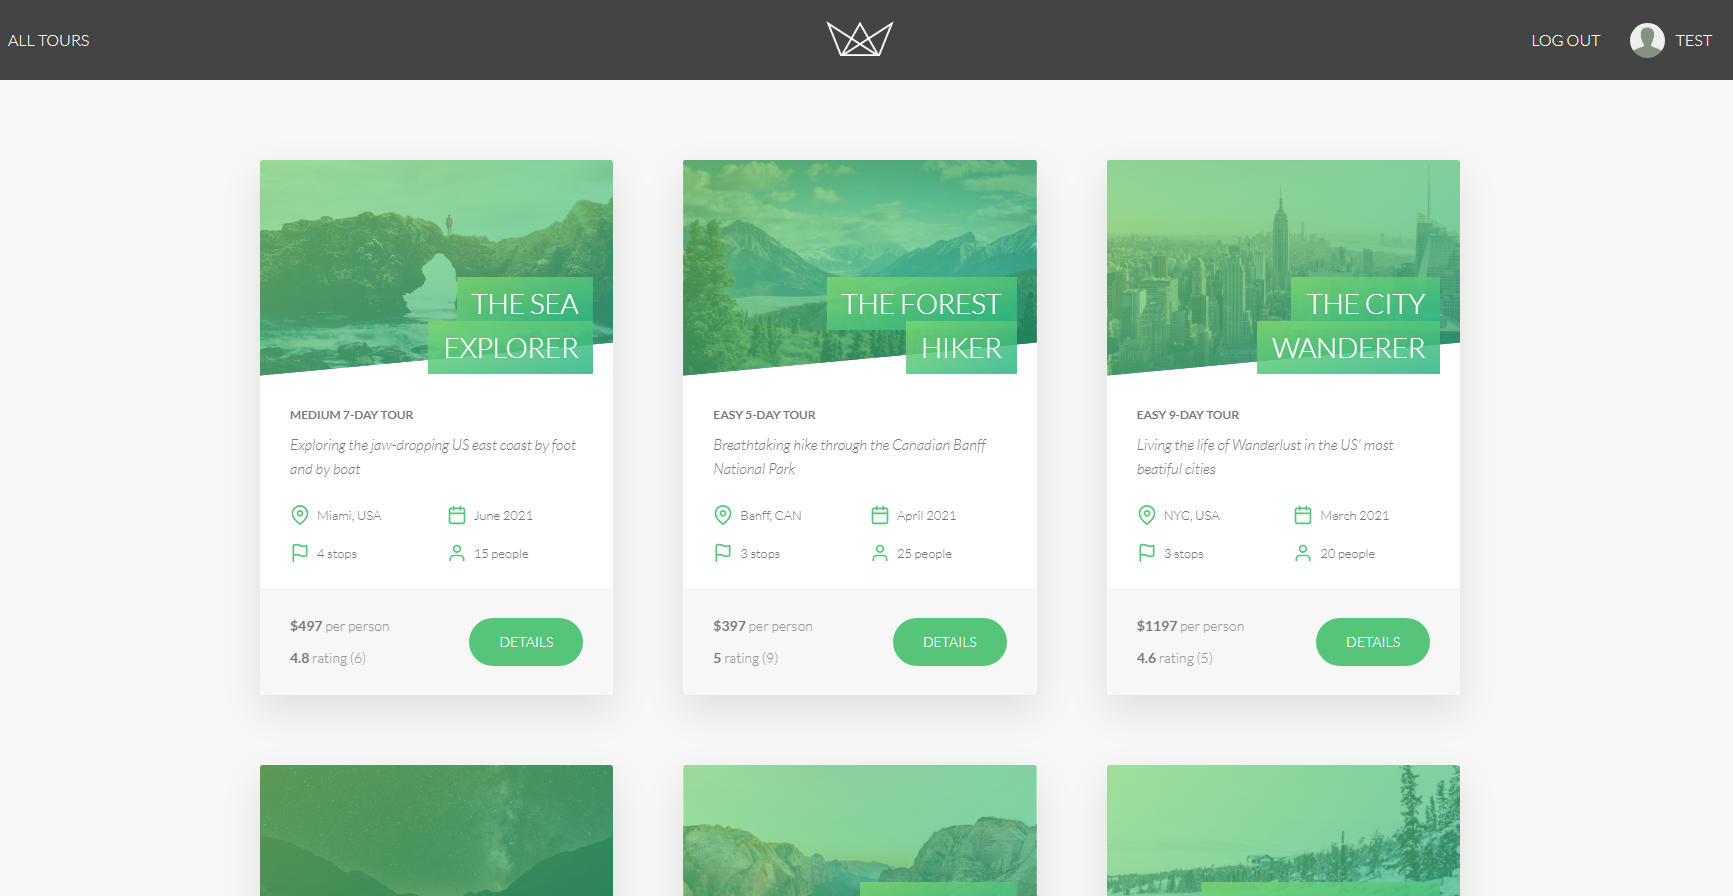 ALL TOURS
LOG OUT
TEST
THE SEA
EXPLORER
MEDIUM 7-DAY TOUR
Exploring the jaw-dropping US east coast by foot
and by boat
Miami, USA
June 2021
4 stops
15 people
$497 per person
4.8 rating (6)
DETAILS
THE FOREST
HIKER
EASY 5-DAY TOUR
Breathtaking hike through the Canadian Banff
National Park
Banff, CAN
April 2021
3 stops
25 people
$397 per person
5 rating (9)
DETAILS
THE CITY
WANDERER
EASY 9-DAY TOUR
Living the life of Wanderlust in the US' most
beatiful cities
NYC, USA
March 2021
3 stops
20 people
$1197 per person
4.6 rating (5)
DETAILS